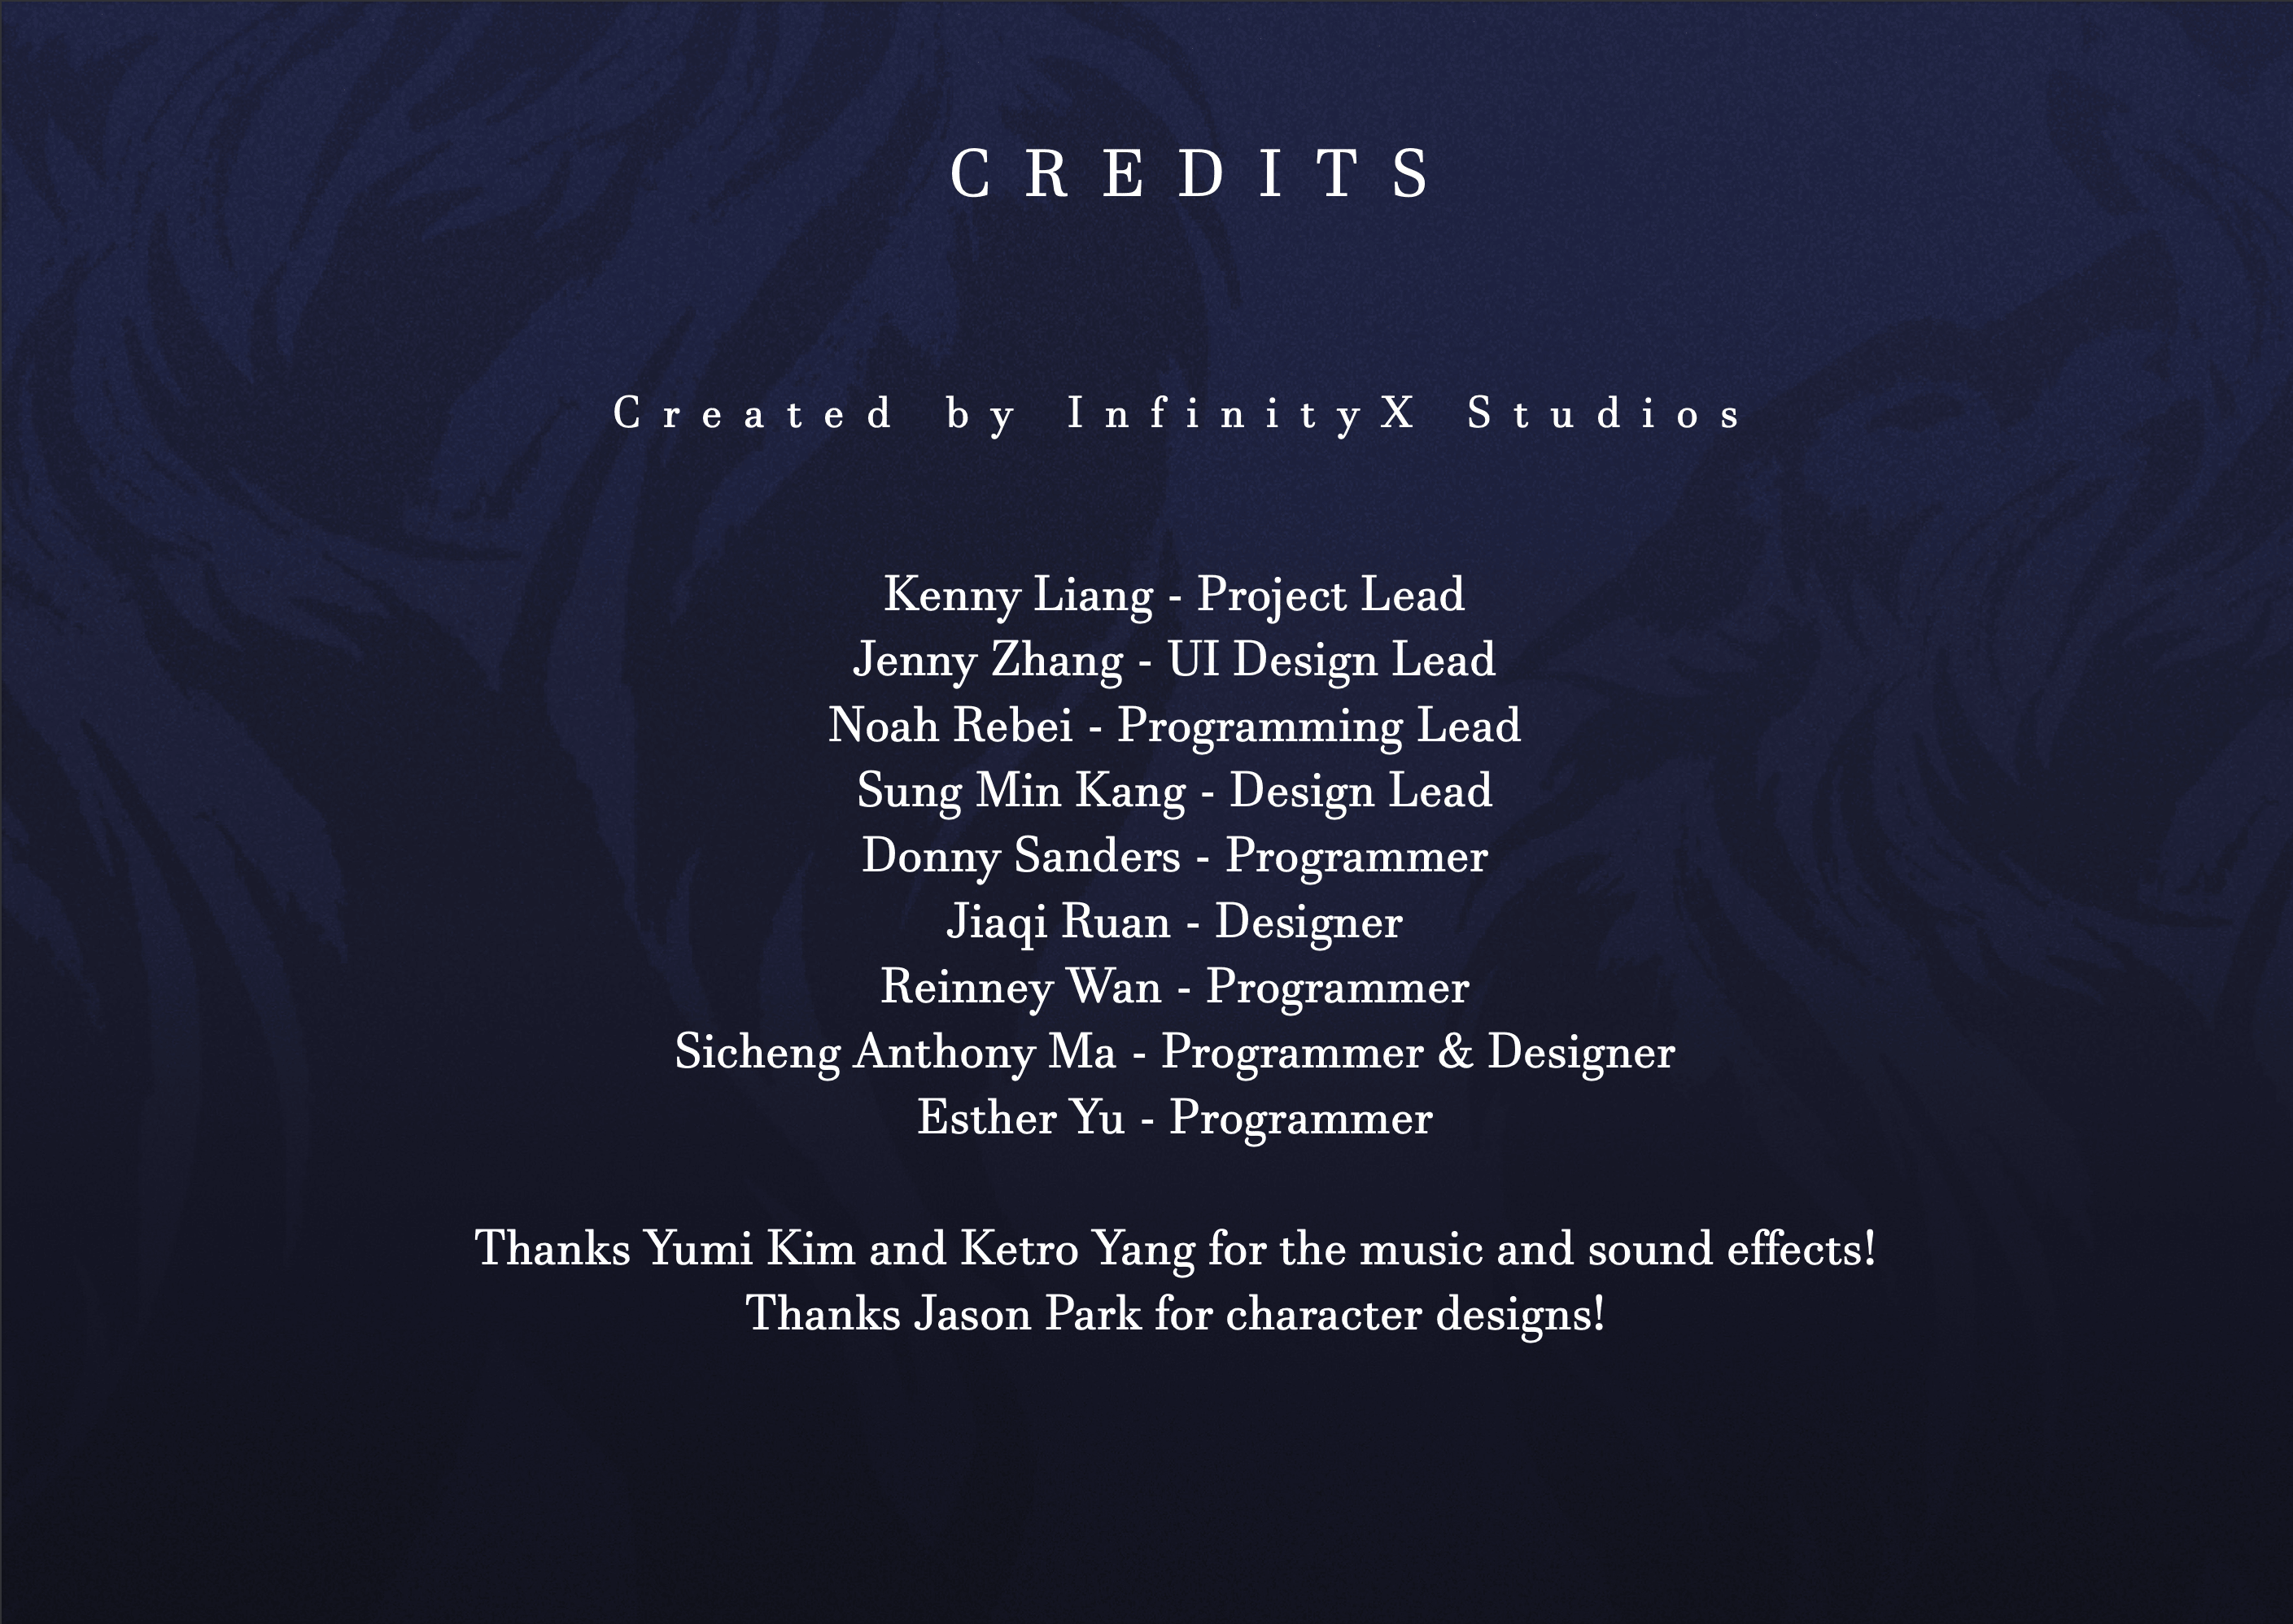 CREDITS
Created by InfinityX Studios
Kenny Liang - Project Lead
Jenny Zhang - UI Design Lead
Noah Rebei - Programming Lead
Sung Min Kang - Design Lead
Donny Sanders - Programmer
Jiaqi Ruan - Designer
Reinney Wan - Programmer
Sicheng Anthony Ma - Programmer & Designer
Esther Yu - Programmer
Thanks Yumi Kim and Ketro Yang for the music and sound effects!
Thanks Jason Park for character designs!